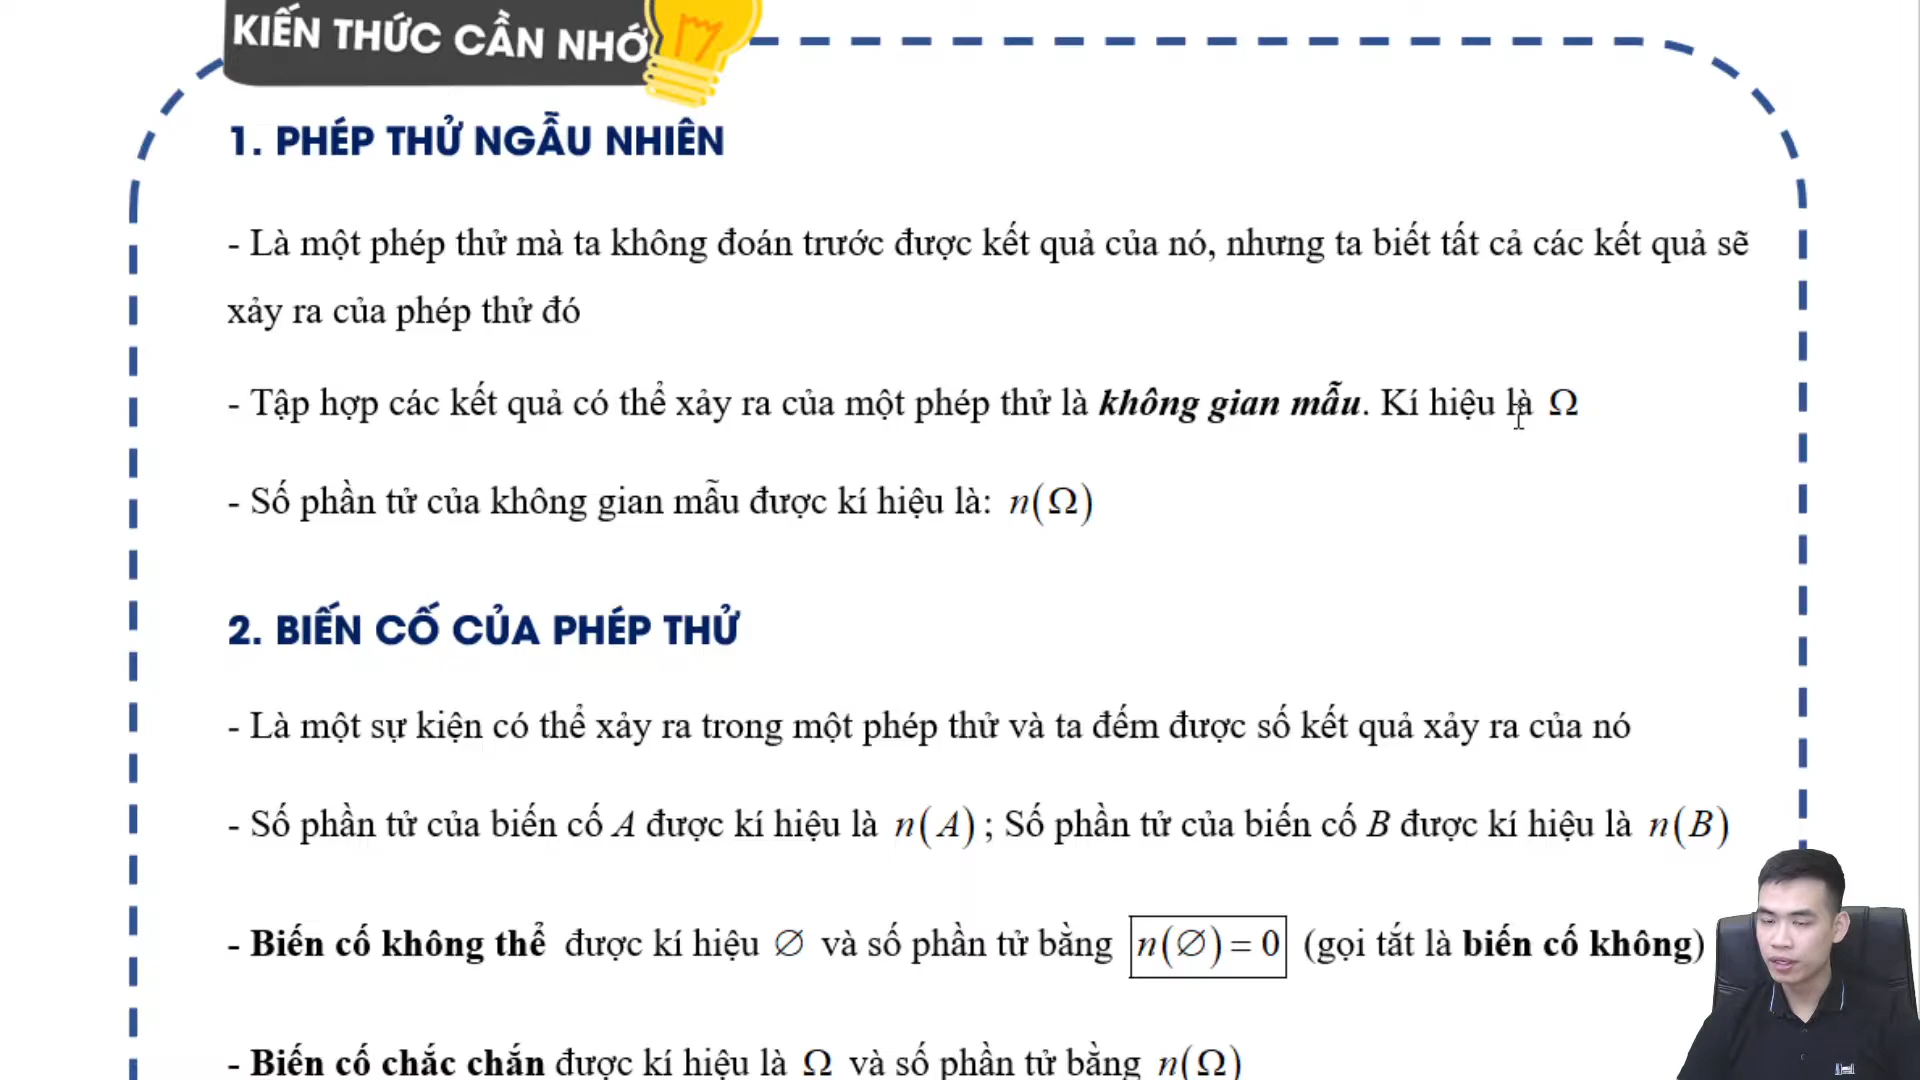 KIẾN THỨC CẦN NHỚ
1. PHÉP THỬ NGẪU NHIÊN
- Là một phép thử mà ta không đoán trước được kết quả của nó, nhưng ta biết tất cả các kết quả sẽ
xảy ra của phép thử đó
- Tập hợp các kết quả có thể xảy ra của một phép thử là không gian mẫu. Kí hiệu là Ω
- Số phần tử của không gian mẫu được kí hiệu là: n(Ω)
2. BIẾN CỐ CỦA PHÉP THỬ
- Là một sự kiện có thể xảy ra trong một phép thử và ta đếm được số kết quả xảy ra của nó
- Số phần tử của biến cố A được kí hiệu là n(A); Số phần tử của biến cố B được kí hiệu là n(B)
- Biến cố không thể được kí hiệu ∅ và số phần tử bằng n(∅) = 0 (gọi tắt là biến cố không)
- Biến cố chắc chắn được kí hiệu là Ω và số phần tử bằng n(Ω)